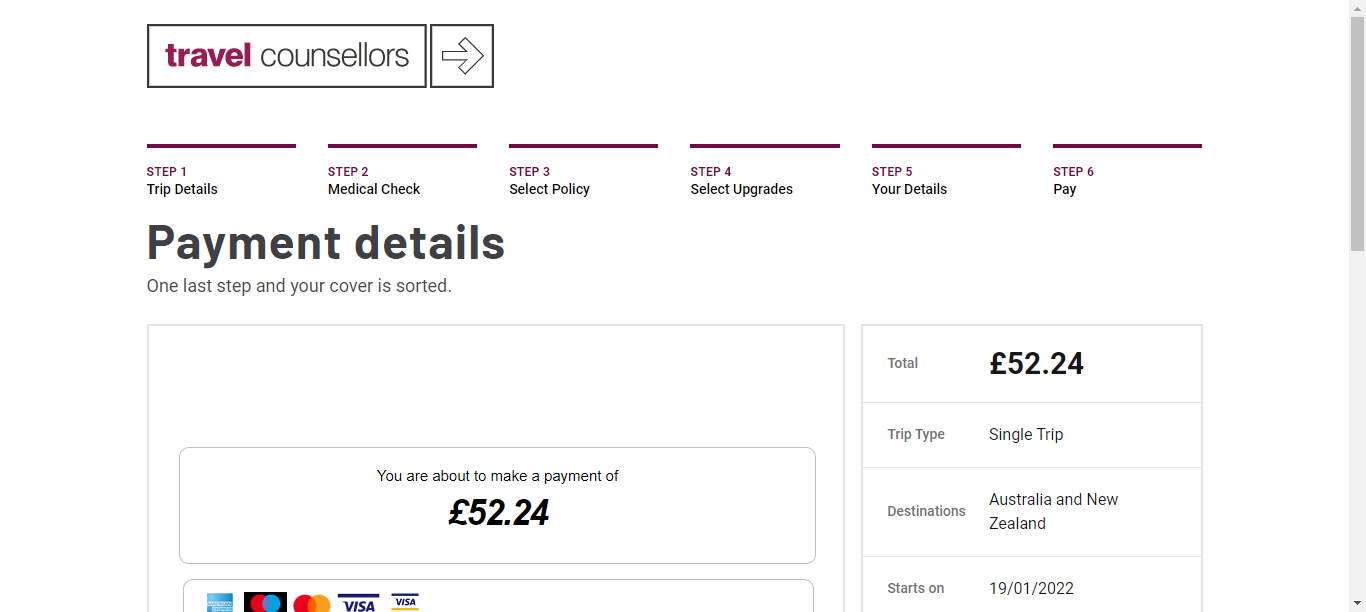 travel counsellors
STEP 1
Trip Details
STEP 2
Medical Check
STEP 3
Select Policy
STEP 4
Select Upgrades
STEP 5
Your Details
STEP 6
Pay
Payment details
One last step and your cover is sorted.
You are about to make a payment of
£52.24
VISA
VISA
Total
£52.24
Trip Type
Single Trip
Destinations
Australia and New
Zealand
Starts on
19/01/2022